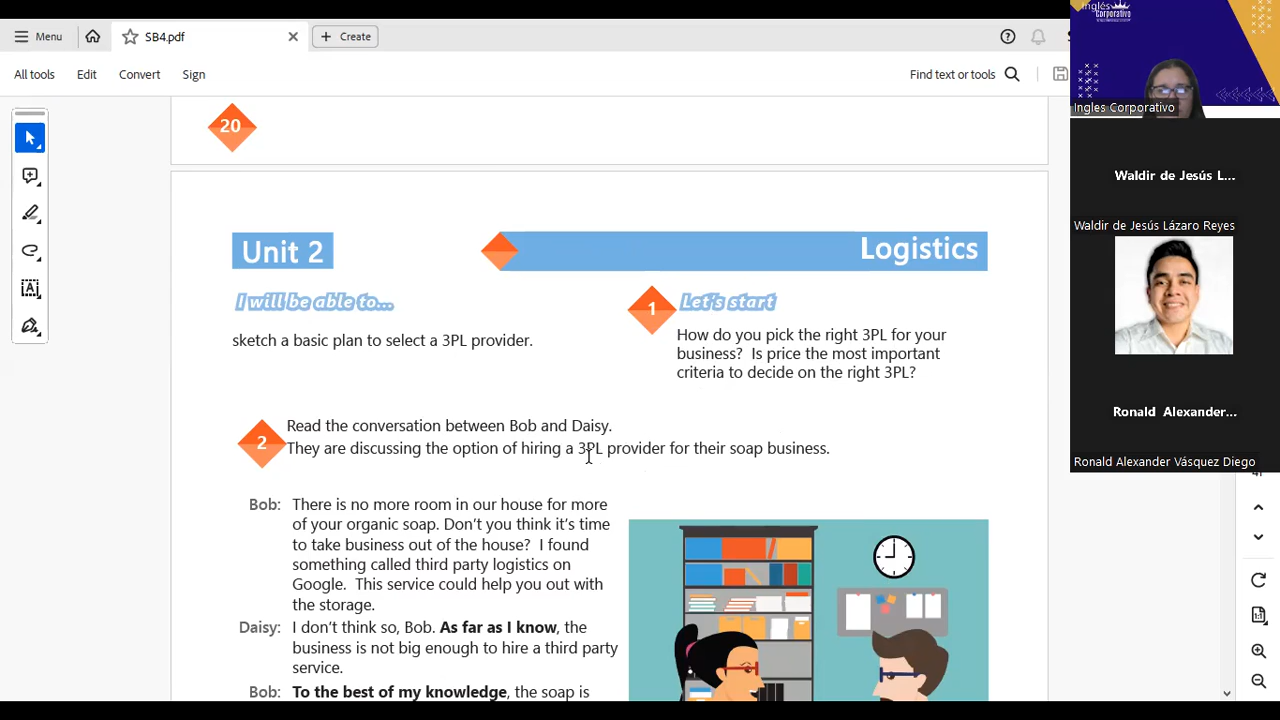 Menu
SB4.pdf
Create
All tools
Edit
Convert
Sign
Find text or tools
20
Unit 2
Logistics
I will be able to...
sketch a basic plan to select a 3PL provider.
1
Let's start
How do you pick the right 3PL for your
business? Is price the most important
criteria to decide on the right 3PL?
2
Read the conversation between Bob and Daisy.
They are discussing the option of hiring a 3PL provider for their soap business.
Bob: There is no more room in our house for more
of your organic soap. Don't you think it's time
to take business out of the house? I found
something called third party logistics on
Google. This service could help you out with
the storage.
Daisy: I don't think so, Bob. As far as I know, the
business is not big enough to hire a third party
service.
Bob: To the best of my knowledge, the soap is
Inglés
corporativo
Ingles Corporativo
Waldir de Jesús L...
Waldir de Jesús Lázaro Reyes
Ronald Alexander...
Ronald Alexander Vásquez Diego